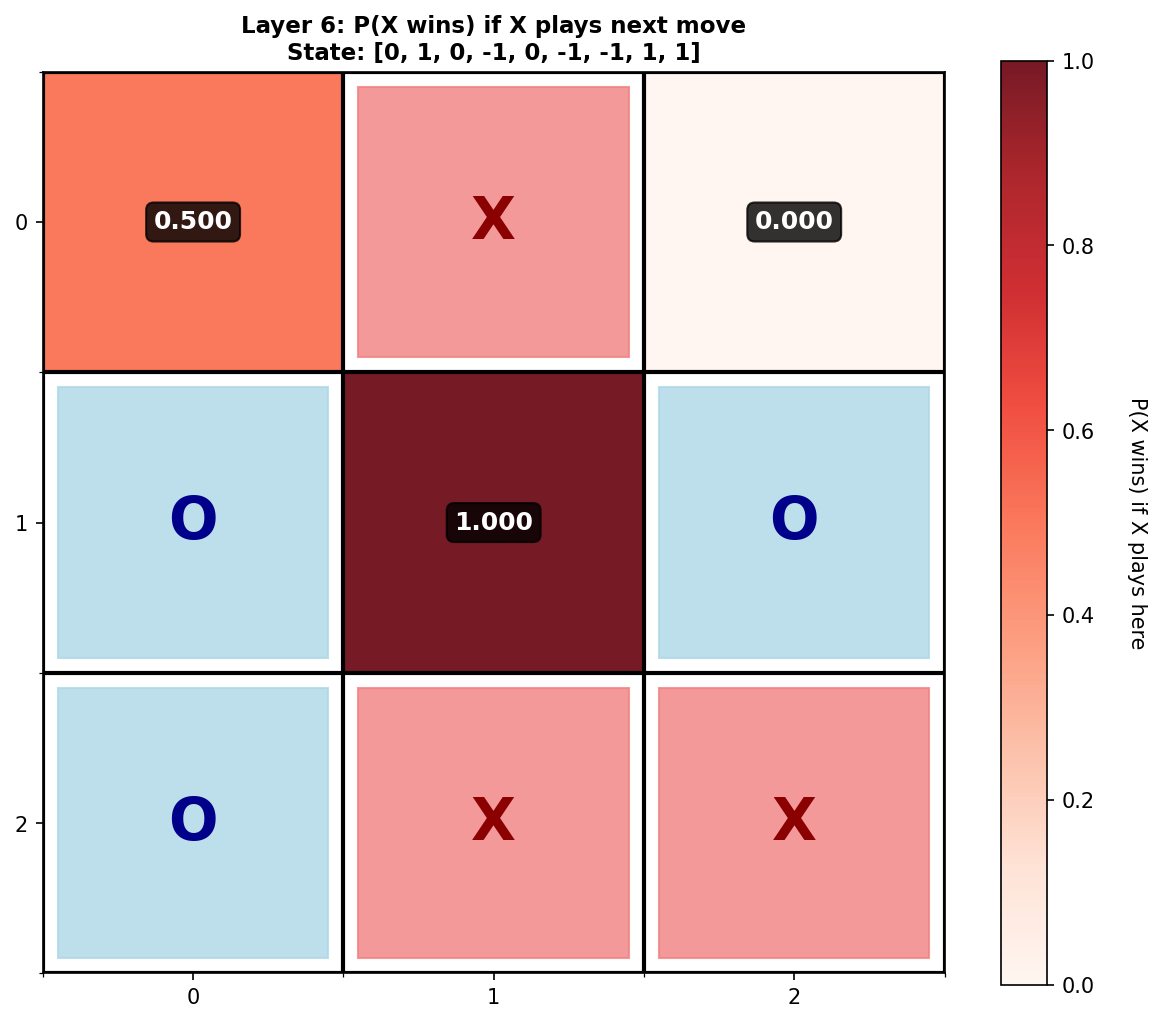 Layer 6: P(X wins) if X plays next move
State: [0, 1, 0, -1, 0, -1, -1, 1, 1]
0.500 X 0.000
O 1.000 O
O X X
0
1
2
0 1 2
1.0
0.8
0.6
0.4
0.2
0.0
P(X wins) if X plays here